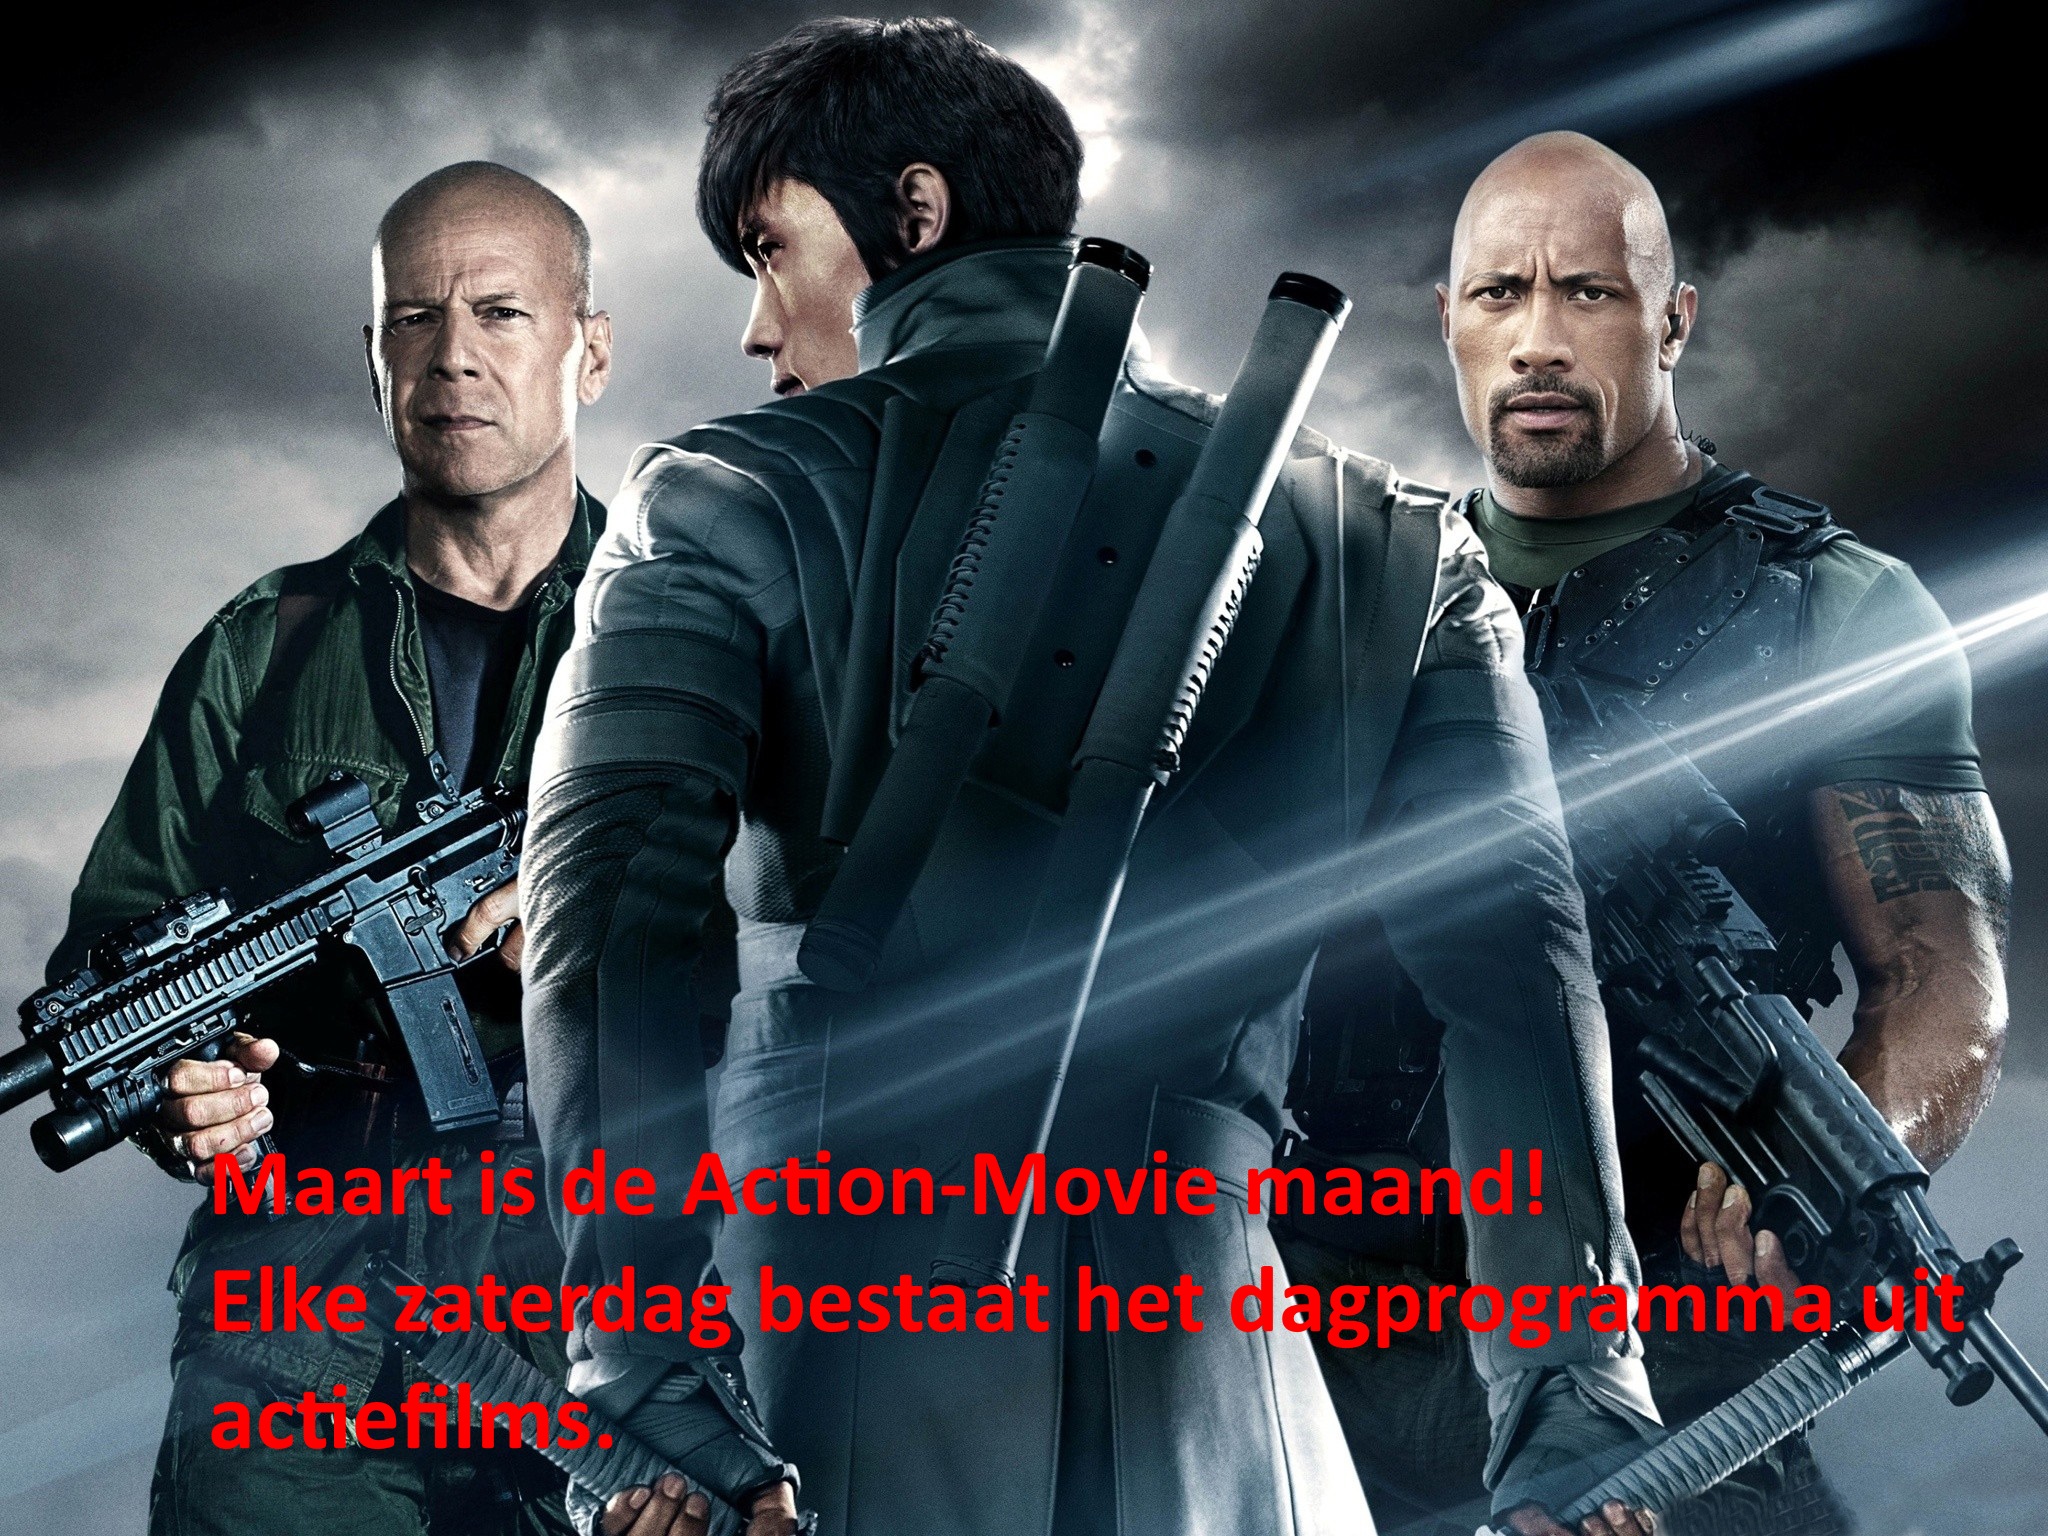 Maart is de Action-Movie maand!
Elke zaterdag bestaat het dagprogramma uit
actiefilms.